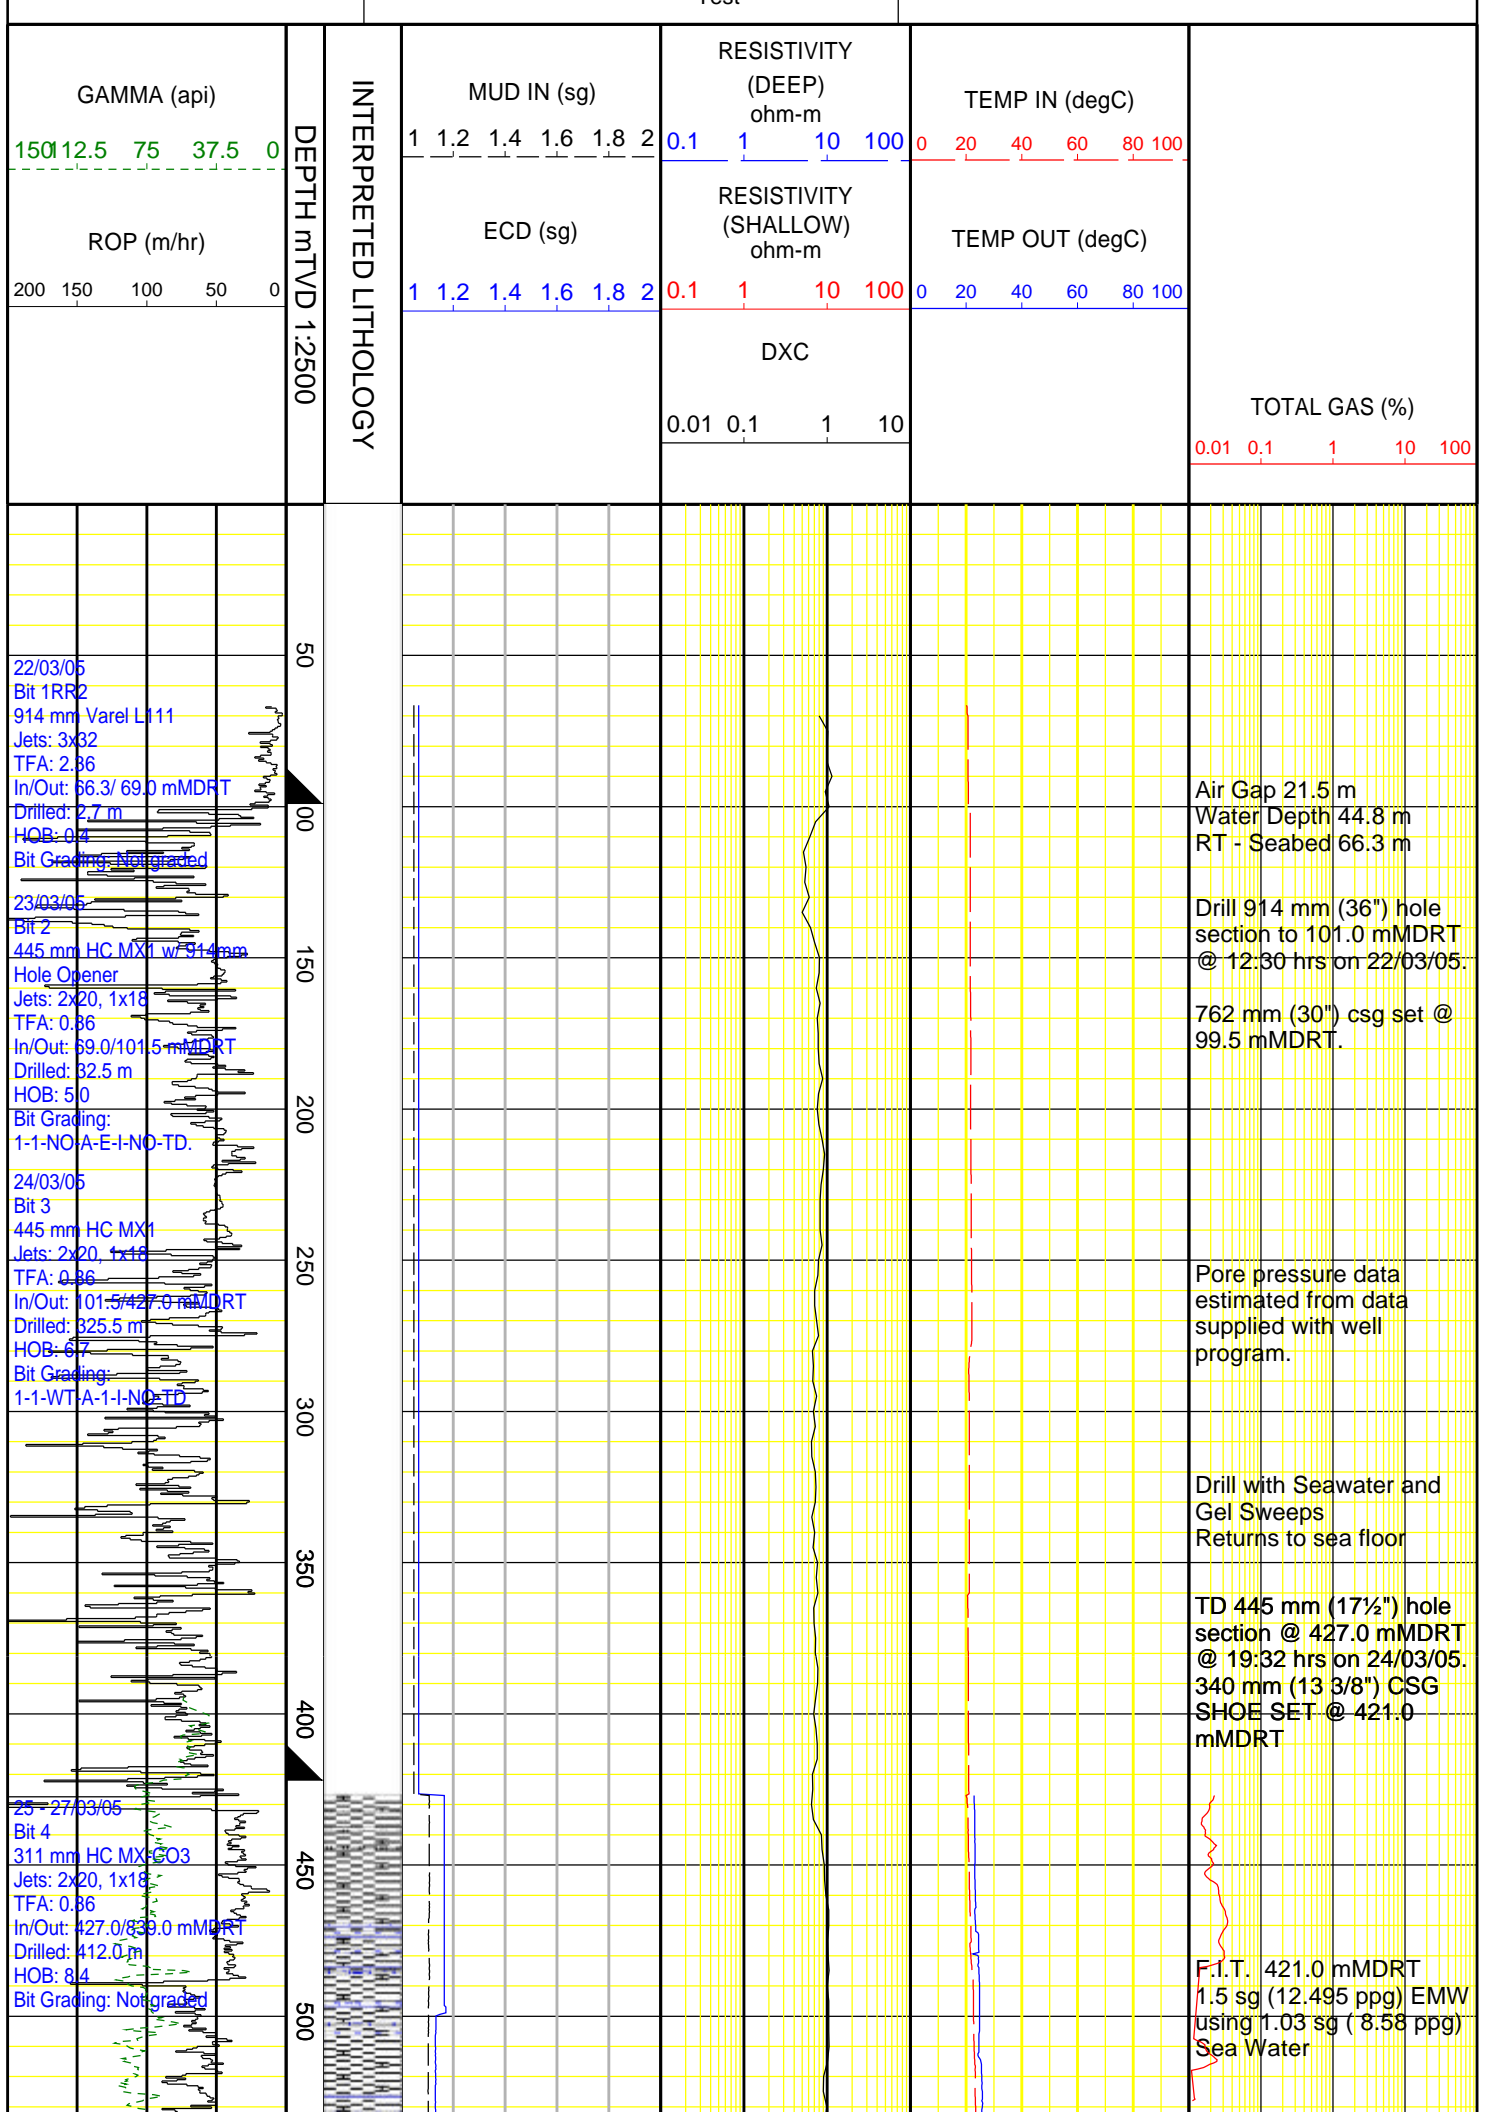 Test
GAMMA (api)
150 112.5 75 37.5 0
ROP (m/hr)
200 150 100 50 0
DEPTH mTVD 1:2500
INTERPRETED LITHOLOGY
MUD IN (sg)
1 1.2 1.4 1.6 1.8 2
ECD (sg)
1 1.2 1.4 1.6 1.8 2
RESISTIVITY
(DEEP)
ohm-m
0.1 1 10 100
RESISTIVITY
(SHALLOW)
ohm-m
0.1 1 10 100
DXC
0.01 0.1 1 10
TEMP IN (degC)
0 20 40 60 80 100
TEMP OUT (degC)
0 20 40 60 80 100
TOTAL GAS (%)
0.01 0.1 1 10 100
22/03/05
Bit 1RR2
914 mm Varel L111
Jets: 3x32
TFA: 2.36
In/Out: 66.3/ 69.0 mMDRT
Drilled: 2.7 m
HOB: 0.4
Bit Grading: Not graded
23/03/05
Bit 2
445 mm HC MX1 w/ 914mm
Hole Opener
Jets: 2x20, 1x18
TFA: 0.86
In/Out: 69.0/101.5 mMDRT
Drilled: 32.5 m
HOB: 5.0
Bit Grading:
1-1-NO-A-E-I-NO-TD.
24/03/05
Bit 3
445 mm HC MX1
Jets: 2x20, 1x18
TFA: 0.86
In/Out: 101.5/427.0 mMDRT
Drilled: 325.5 m
HOB: 6.7
Bit Grading:
1-1-WT-A-1-I-NO-TD
25 - 27/03/05
Bit 4
311 mm HC MX-CO3
Jets: 2x20, 1x18
TFA: 0.86
In/Out: 427.0/839.0 mMDRT
Drilled: 412.0 m
HOB: 8.4
Bit Grading: Not graded
50
00
150
200
250
300
350
400
450
500
Air Gap 21.5 m
Water Depth 44.8 m
RT - Seabed 66.3 m
Drill 914 mm (36") hole
section to 101.0 mMDRT
@ 12:30 hrs on 22/03/05.
762 mm (30") csg set @
99.5 mMDRT.
Pore pressure data
estimated from data
supplied with well
program.
Drill with Seawater and
Gel Sweeps
Returns to sea floor
TD 445 mm (17½") hole
section @ 427.0 mMDRT
@ 19:32 hrs on 24/03/05.
340 mm (13 3/8") CSG
SHOE SET @ 421.0
mMDRT
F.I.T. 421.0 mMDRT
1.5 sg (12.495 ppg) EMW
using 1.03 sg ( 8.58 ppg)
Sea Water